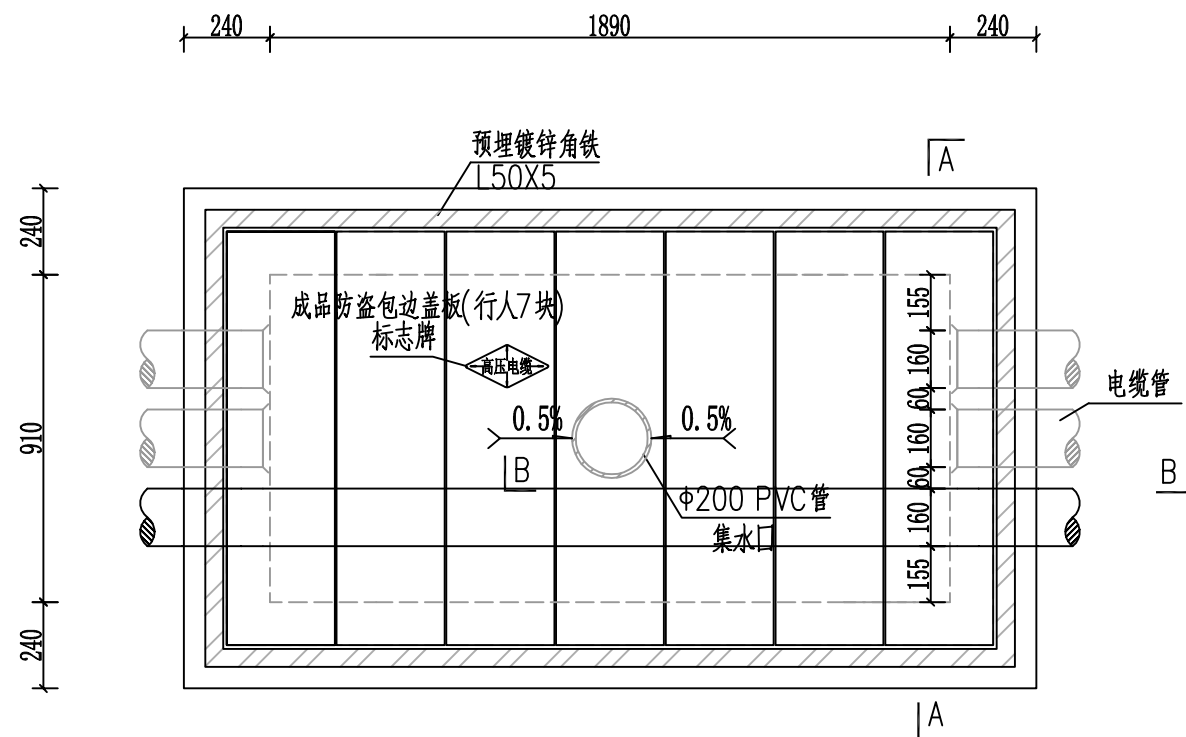 240
1890
240
预埋镀锌角铁
L50X5
A
240
910
240
成品防盗包边盖板(行人7块)
标志牌
高压电缆
0.5%
0.5%
B
155
160
60
160
60
160
155
电缆管
B
Φ200 PVC管
集水口
A